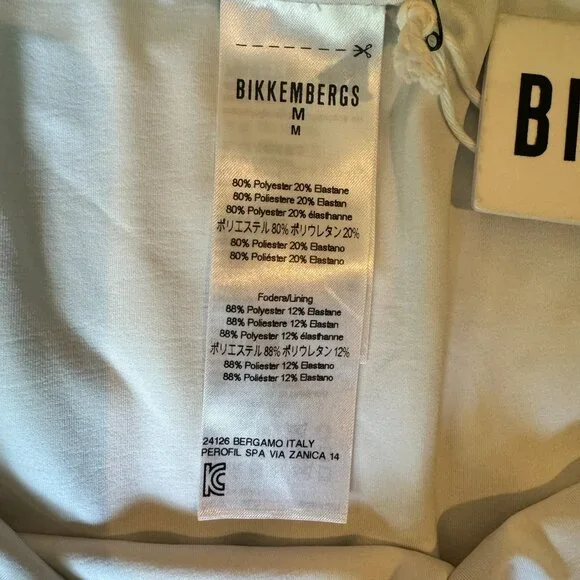 BIKKEMBERGS
M
M
80% Polyester 20% Elastane
80% Poliestere 20% Elastan
80% Polyester 20% élasthanne
ポリエステル 80% ポリウレタン 20%
80% Poliester 20% Elastano
80% Poliéster 20% Elastano
Fodera/Lining
88% Polyester 12% Elastane
88% Poliestere 12% Elastan
88% Polyester 12% élasthanne
ポリエステル 88% ポリウレタン 12%
88% Poliester 12% Elastano
88% Poliéster 12% Elastano
24126 BERGAMO ITALY
PEROFIL SPA VIA ZANICA 14
KC
BI